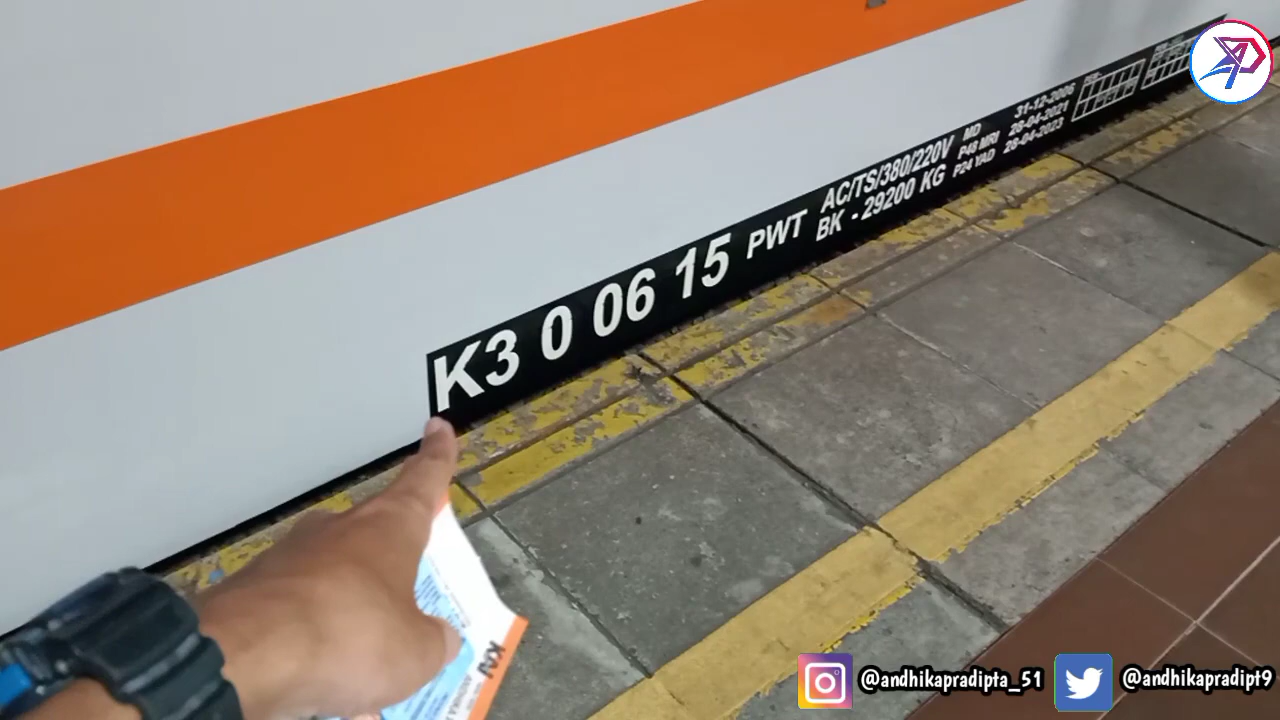 K3 0 06 15 PWT
AC/TS/380/220V
BK - 29200 KG
MD 31-12-2006
P48 MRI 28-04-2021
P24 YAD 28-04-2023
KAI
@andhikapradipta_51
@andhikapradipt9